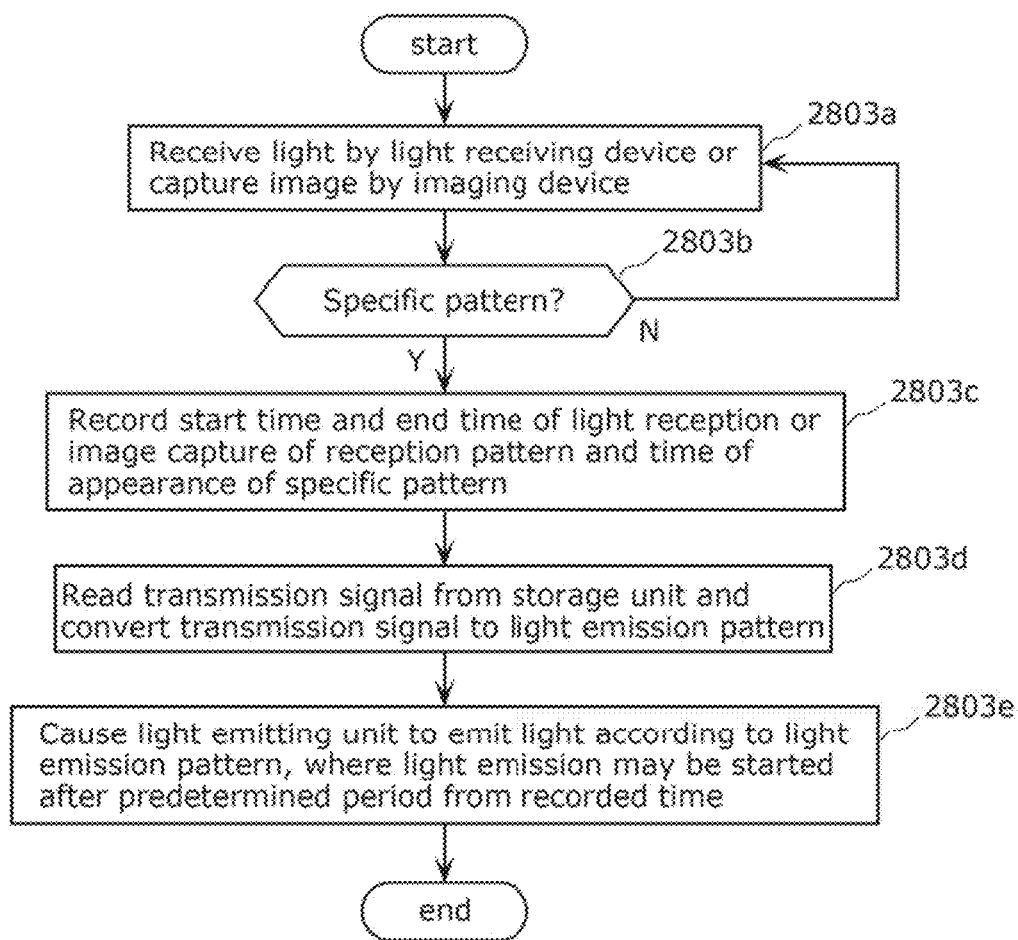 start
2803a
Receive light by light receiving device or
capture image by imaging device
2803b
Specific pattern?
N
Y
2803c
Record start time and end time of light reception or
image capture of reception pattern and time of
appearance of specific pattern
2803d
Read transmission signal from storage unit and
convert transmission signal to light emission pattern
2803e
Cause light emitting unit to emit light according to light
emission pattern, where light emission may be started
after predetermined period from recorded time
end